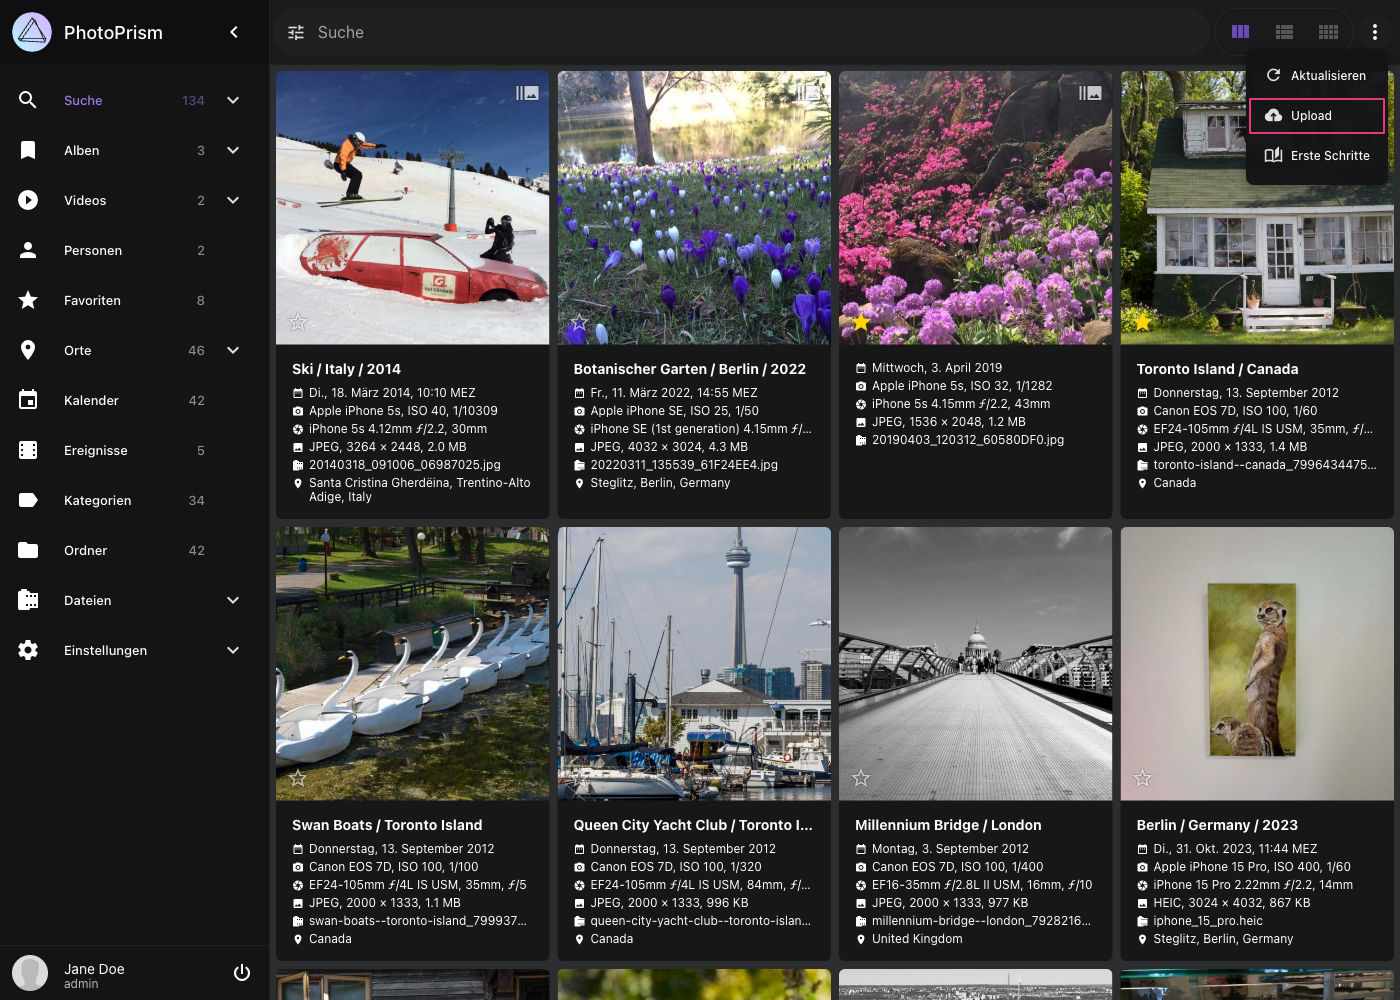 PhotoPrism
Suche
Suche 134
Alben 3
Videos 2
Personen 2
Favoriten 8
Orte 46
Kalender 42
Ereignisse 5
Kategorien 34
Ordner 42
Dateien
Einstellungen
Jane Doe
admin
Aktualisieren
Upload
Erste Schritte
Ski / Italy / 2014
Di., 18. März 2014, 10:10 MEZ
Apple iPhone 5s, ISO 40, 1/10309
iPhone 5s 4.12mm ƒ/2.2, 30mm
JPEG, 3264 × 2448, 2.0 MB
20140318_091006_06987025.jpg
Santa Cristina Gherdëina, Trentino-Alto
Adige, Italy
Botanischer Garten / Berlin / 2022
Fr., 11. März 2022, 14:55 MEZ
Apple iPhone SE, ISO 25, 1/50
iPhone SE (1st generation) 4.15mm ƒ/...
JPEG, 4032 × 3024, 4.3 MB
20220311_135539_61F24EE4.jpg
Steglitz, Berlin, Germany
Mittwoch, 3. April 2019
Apple iPhone 5s, ISO 32, 1/1282
iPhone 5s 4.15mm ƒ/2.2, 43mm
JPEG, 1536 × 2048, 1.2 MB
20190403_120312_60580DF0.jpg
Toronto Island / Canada
Donnerstag, 13. September 2012
Canon EOS 7D, ISO 100, 1/60
EF24-105mm ƒ/4L IS USM, 35mm, ƒ/...
JPEG, 2000 × 1333, 1.4 MB
toronto-island--canada_7996434475...
Canada
Swan Boats / Toronto Island
Donnerstag, 13. September 2012
Canon EOS 7D, ISO 100, 1/100
EF24-105mm ƒ/4L IS USM, 35mm, ƒ/5
JPEG, 2000 × 1333, 1.1 MB
swan-boats--toronto-island_799937...
Canada
Queen City Yacht Club / Toronto I...
Donnerstag, 13. September 2012
Canon EOS 7D, ISO 100, 1/320
EF24-105mm ƒ/4L IS USM, 84mm, ƒ/...
JPEG, 2000 × 1333, 996 KB
queen-city-yacht-club--toronto-islan...
Canada
Millennium Bridge / London
Montag, 3. September 2012
Canon EOS 7D, ISO 100, 1/400
EF16-35mm ƒ/2.8L II USM, 16mm, ƒ/10
JPEG, 2000 × 1333, 977 KB
millennium-bridge--london_7928216...
United Kingdom
Berlin / Germany / 2023
Di., 31. Okt. 2023, 11:44 MEZ
Apple iPhone 15 Pro, ISO 400, 1/60
iPhone 15 Pro 2.22mm ƒ/2.2, 14mm
HEIC, 3024 × 4032, 867 KB
iphone_15_pro.heic
Steglitz, Berlin, Germany